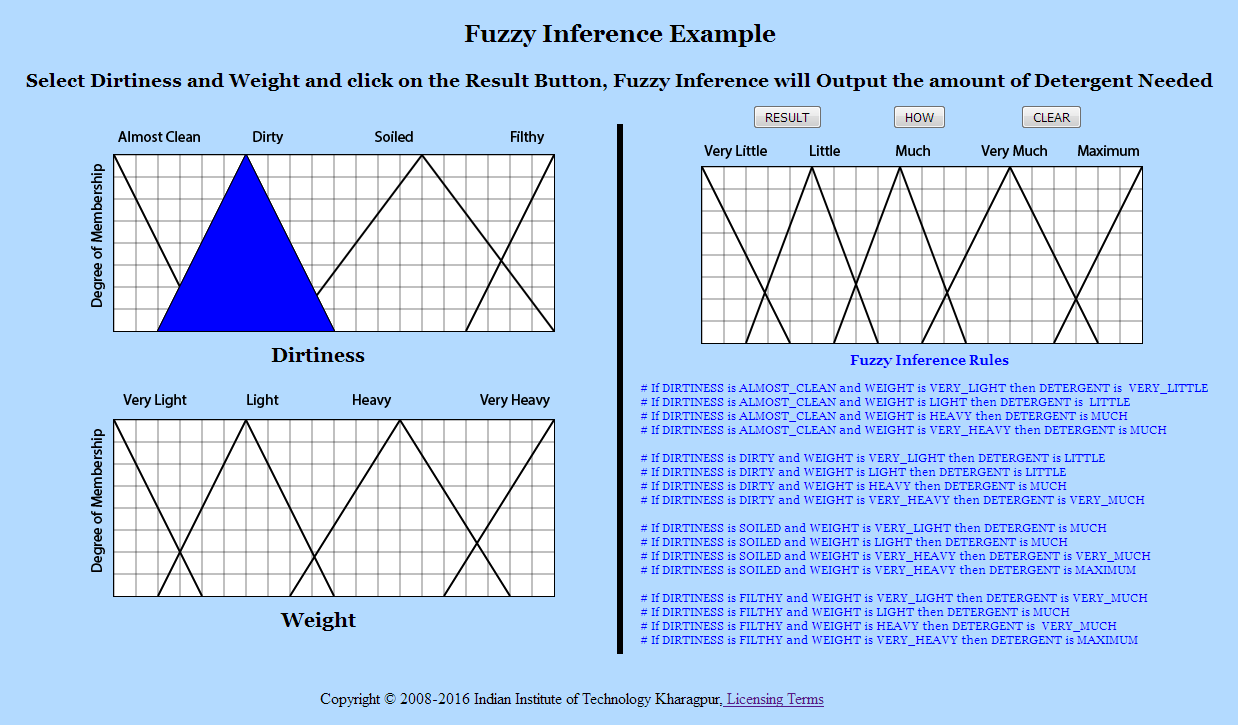 Fuzzy Inference Example
Select Dirtiness and Weight and click on the Result Button, Fuzzy Inference will Output the amount of Detergent Needed
Almost Clean Dirty Soiled Filthy
Degree of Membership
Dirtiness
Very Light Light Heavy Very Heavy
Degree of Membership
Weight
RESULT HOW CLEAR
Very Little Little Much Very Much Maximum
Fuzzy Inference Rules
# If DIRTINESS is ALMOST_CLEAN and WEIGHT is VERY_LIGHT then DETERGENT is VERY_LITTLE
# If DIRTINESS is ALMOST_CLEAN and WEIGHT is LIGHT then DETERGENT is LITTLE
# If DIRTINESS is ALMOST_CLEAN and WEIGHT is HEAVY then DETERGENT is MUCH
# If DIRTINESS is ALMOST_CLEAN and WEIGHT is VERY_HEAVY then DETERGENT is MUCH
# If DIRTINESS is DIRTY and WEIGHT is VERY_LIGHT then DETERGENT is LITTLE
# If DIRTINESS is DIRTY and WEIGHT is LIGHT then DETERGENT is LITTLE
# If DIRTINESS is DIRTY and WEIGHT is HEAVY then DETERGENT is MUCH
# If DIRTINESS is DIRTY and WEIGHT is VERY_HEAVY then DETERGENT is VERY_MUCH
# If DIRTINESS is SOILED and WEIGHT is VERY_LIGHT then DETERGENT is MUCH
# If DIRTINESS is SOILED and WEIGHT is LIGHT then DETERGENT is MUCH
# If DIRTINESS is SOILED and WEIGHT is VERY_HEAVY then DETERGENT is VERY_MUCH
# If DIRTINESS is SOILED and WEIGHT is VERY_HEAVY then DETERGENT is MAXIMUM
# If DIRTINESS is FILTHY and WEIGHT is VERY_LIGHT then DETERGENT is VERY_MUCH
# If DIRTINESS is FILTHY and WEIGHT is LIGHT then DETERGENT is MUCH
# If DIRTINESS is FILTHY and WEIGHT is HEAVY then DETERGENT is VERY_MUCH
# If DIRTINESS is FILTHY and WEIGHT is VERY_HEAVY then DETERGENT is MAXIMUM
Copyright © 2008-2016 Indian Institute of Technology Kharagpur, Licensing Terms